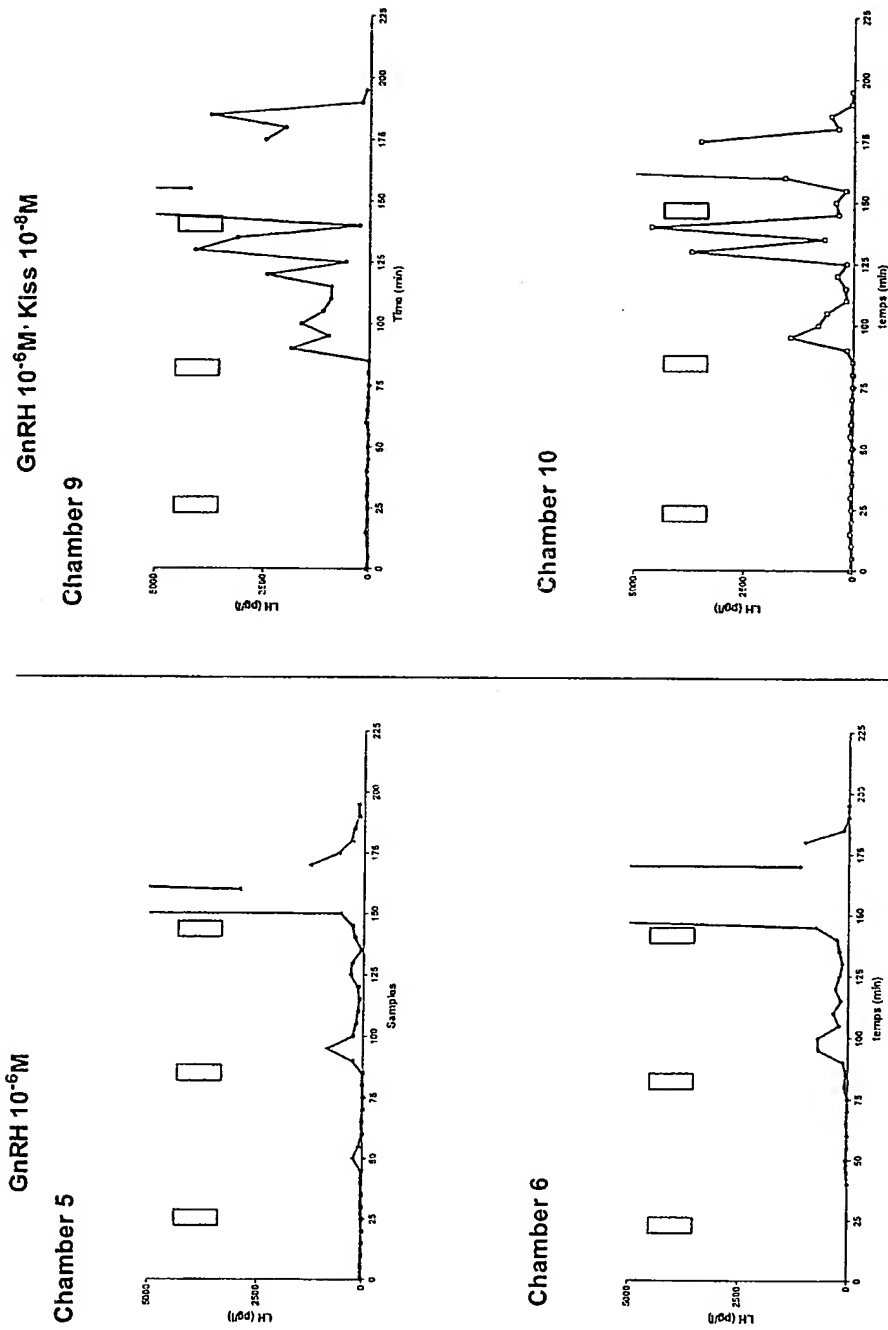 GnRH 10⁻⁶M
Chamber 5
LH (pg/l)
5000
2500
0
0 25 50 75 100 125 150 175 200 225
Samples
Chamber 6
LH (pg/l)
5000
2500
0
0 25 50 75 100 125 150 175 200 225
temps (min)
GnRH 10⁻⁶M, Kiss 10⁻⁸M
Chamber 9
LH (pg/l)
5000
2500
0
0 25 50 75 100 125 150 175 200 225
Time (min)
Chamber 10
LH (pg/l)
5000
2500
0
0 25 50 75 100 125 150 175 200 225
temps (min)